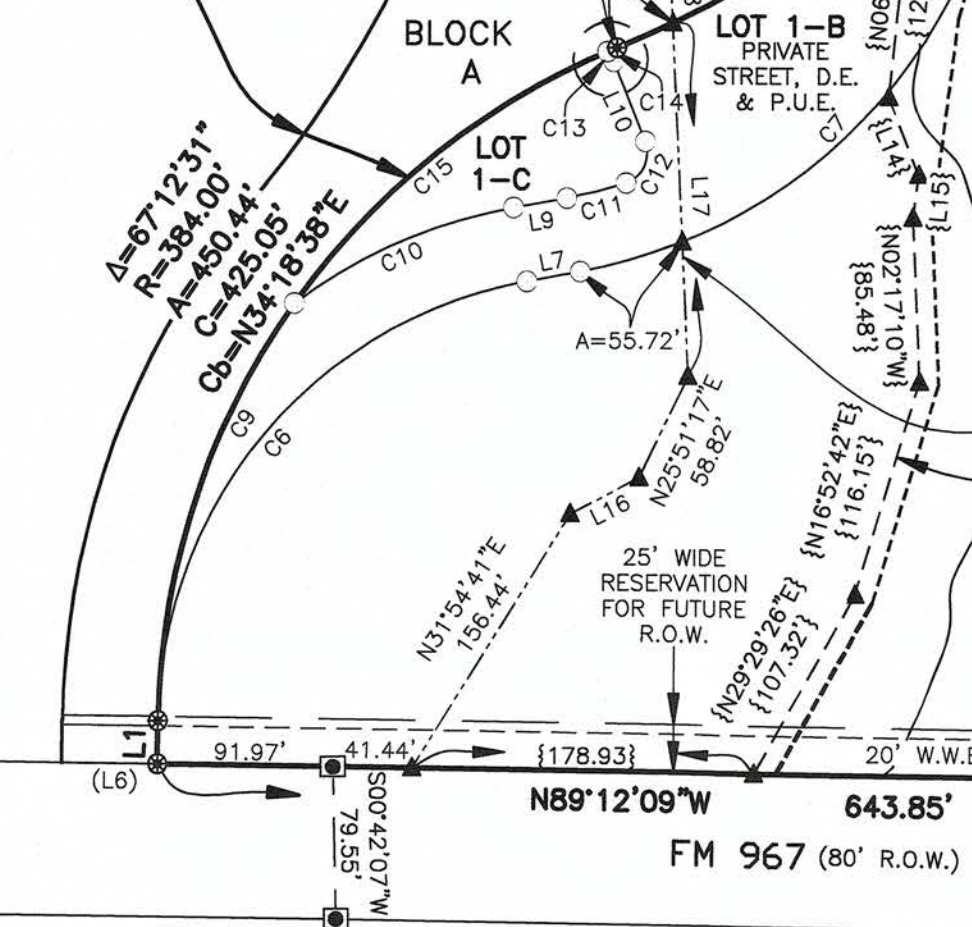 BLOCK
A
LOT 1-B
PRIVATE
STREET, D.E.
& P.U.E.
90N}
{12
C13
L10
C14
C7
{L14}
LOT
1-C
C15
C12
L9
C11
L17
{L15}
C10
L7
A=55.72'
{N02°17'10"W}
{85.48'}
Δ=67°12'31"
R=384.00'
A=450.44'
C=425.05'
Cb=N34°18'38"E
C9
C6
N25°51'17"E
58.82'
L16
{N16°52'42"E}
{116.15'}
N31°54'41"E
156.44'
25' WIDE
RESERVATION
FOR FUTURE
R.O.W.
{N29°29'26"E}
{107.32'}
L1
(L6)
91.97'
41.44'
{178.93}
20' W.W.E
S00°42'07"W
79.55'
N89°12'09"W
643.85'
FM 967 (80' R.O.W.)